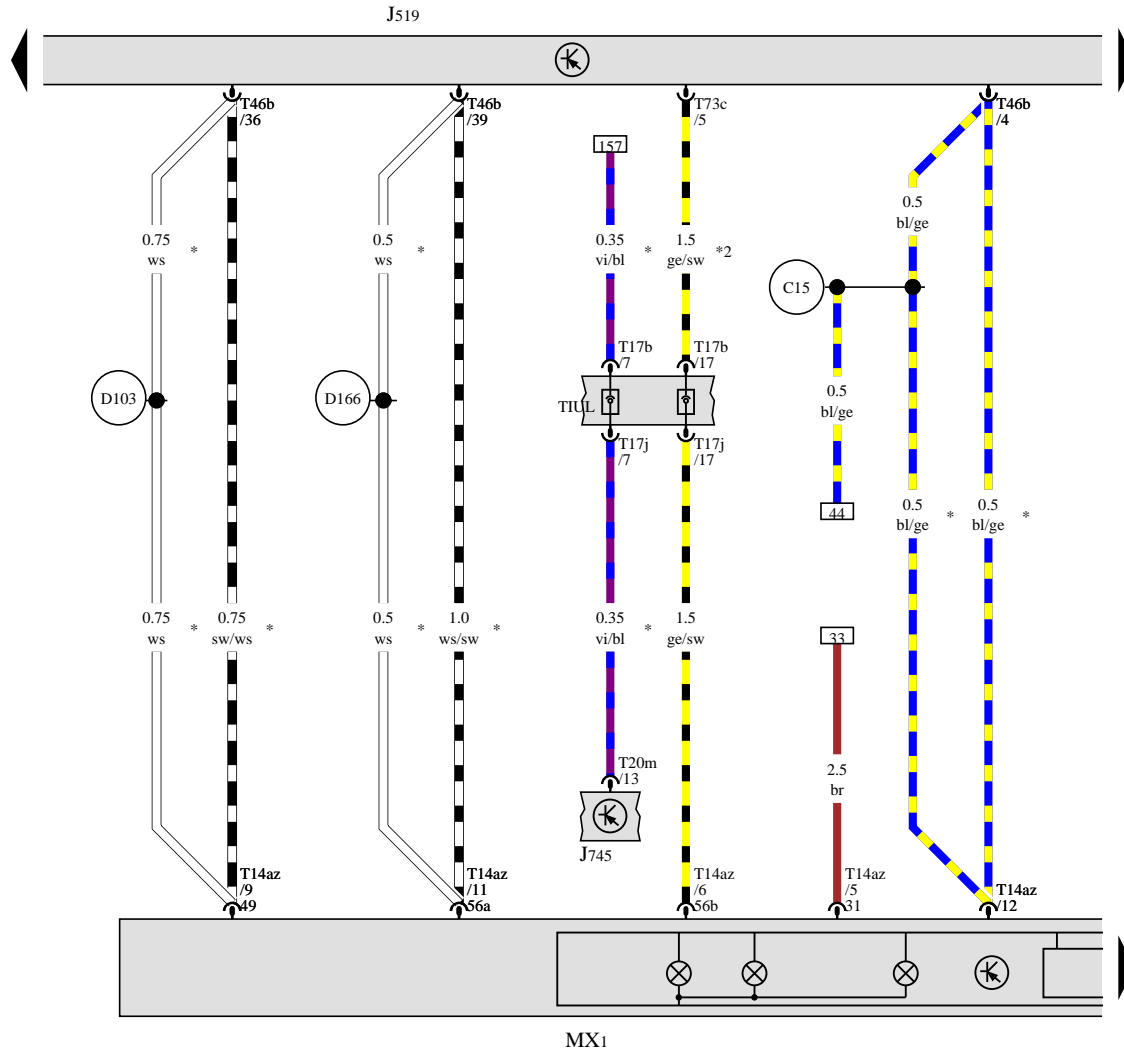 J519
T46b
/36
T46b
/39
T73c
/5
T46b
/4
157
0.5
bl/ge
0.75
ws
*
0.5
ws
*
0.35
vi/bl
*
1.5
ge/sw
*2
C15
T17b
/7
T17b
/17
D103
D166
TIUL
0.5
bl/ge
T17j
/7
T17j
/17
44
0.5
bl/ge
*
0.5
bl/ge
*
0.75
ws
*
0.75
sw/ws
*
0.5
ws
*
1.0
ws/sw
*
0.35
vi/bl
*
1.5
ge/sw
33
T20m
/13
2.5
br
J745
T14az
/9
49
T14az
/11
56a
T14az
/6
56b
T14az
/5
31
T14az
/12
MX1